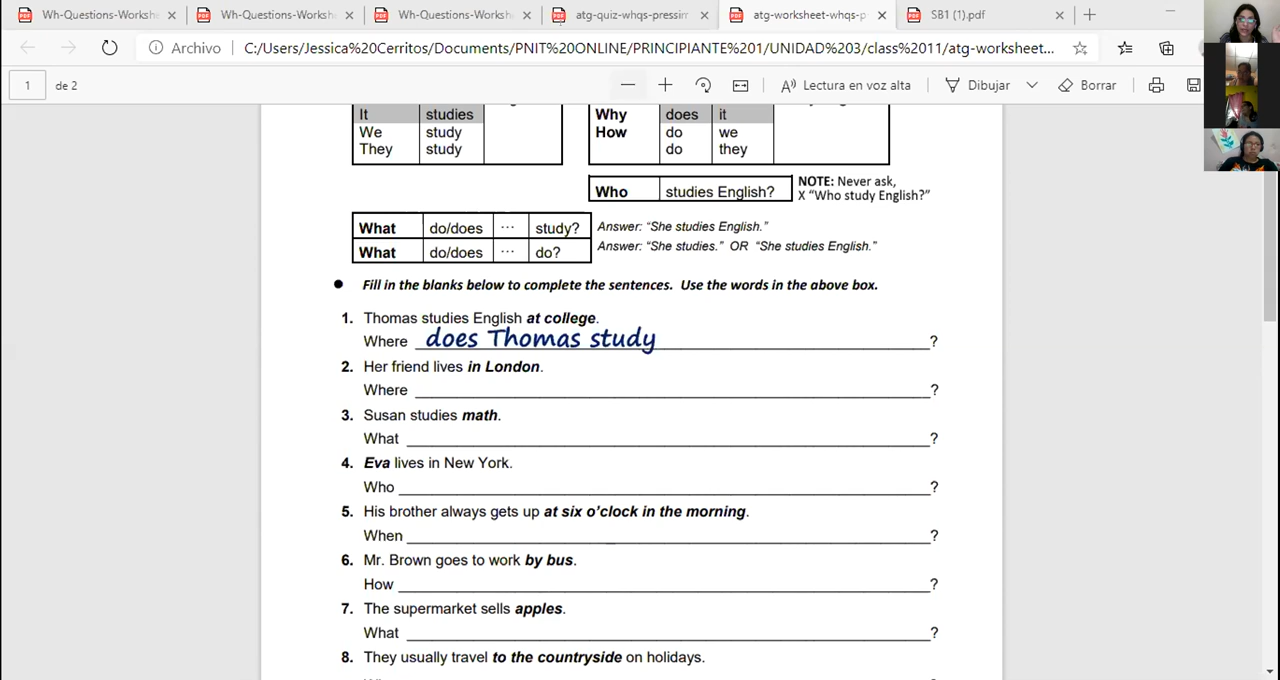 Wh-Questions-Workshe
Wh-Questions-Worksh
Wh-Questions-Worksh
atg-quiz-whqs-pressim
atg-worksheet-whqs-p
SB1 (1).pdf
Archivo
C:/Users/Jessica%20Cerritos/Documents/PNIT%20ONLINE/PRINCIPIANTE%201/UNIDAD%203/class%2011/atg-worksheet...
1 de 2
Lectura en voz alta
Dibujar
Borrar
It studies
We study
They study
Why does it
How do we
do they
Who studies English?
NOTE: Never ask,
X “Who study English?”
What do/does ... study?
Answer: “She studies English.”
What do/does ... do?
Answer: “She studies.” OR “She studies English.”
● Fill in the blanks below to complete the sentences. Use the words in the above box.
1. Thomas studies English at college.
Where does Thomas study ?
2. Her friend lives in London.
Where ?
3. Susan studies math.
What ?
4. Eva lives in New York.
Who ?
5. His brother always gets up at six o’clock in the morning.
When ?
6. Mr. Brown goes to work by bus.
How ?
7. The supermarket sells apples.
What ?
8. They usually travel to the countryside on holidays.